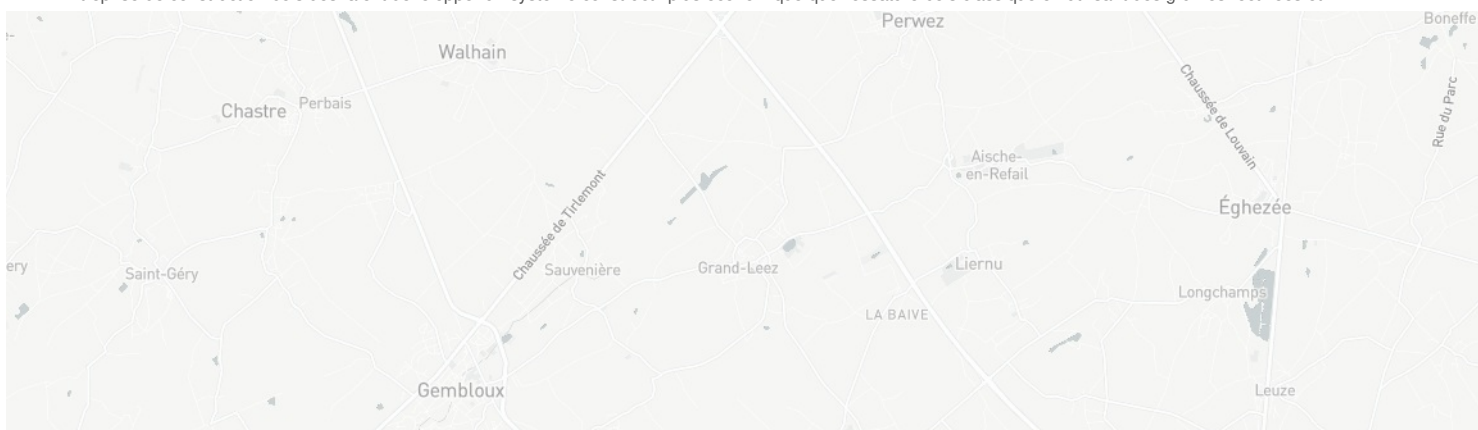 Perwez
Boneffe
Walhain
Chaussée de Louvain
Rue du Parc
Chastre
Perbais
Aische-
en-Refail
Chaussée de Tirlemont
Éghezée
ery
Saint-Géry
Sauvenière
Grand-Leez
Liernu
Longchamps
LA BAIVE
Gembloux
Leuze